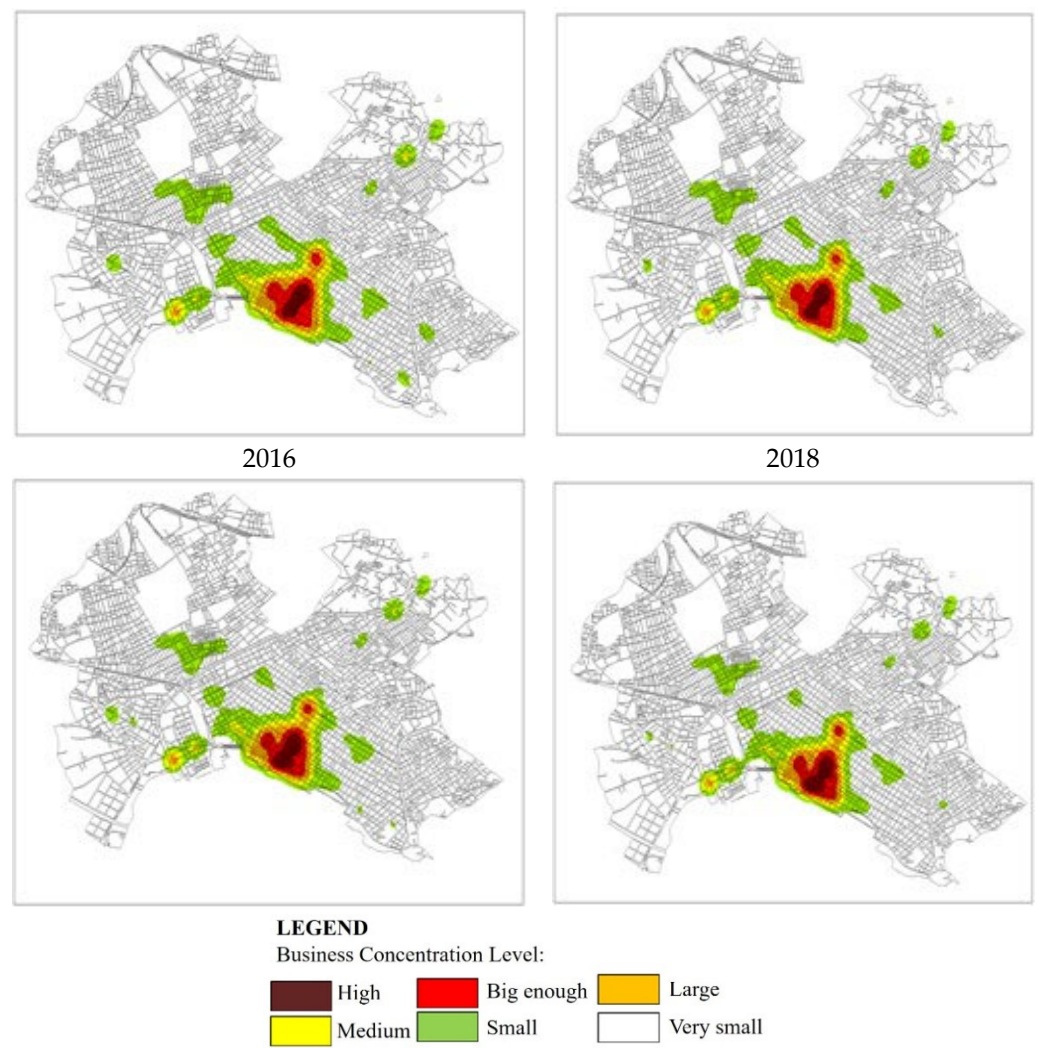 2016
2018
LEGEND
Business Concentration Level:
High
Big enough
Large
Medium
Small
Very small